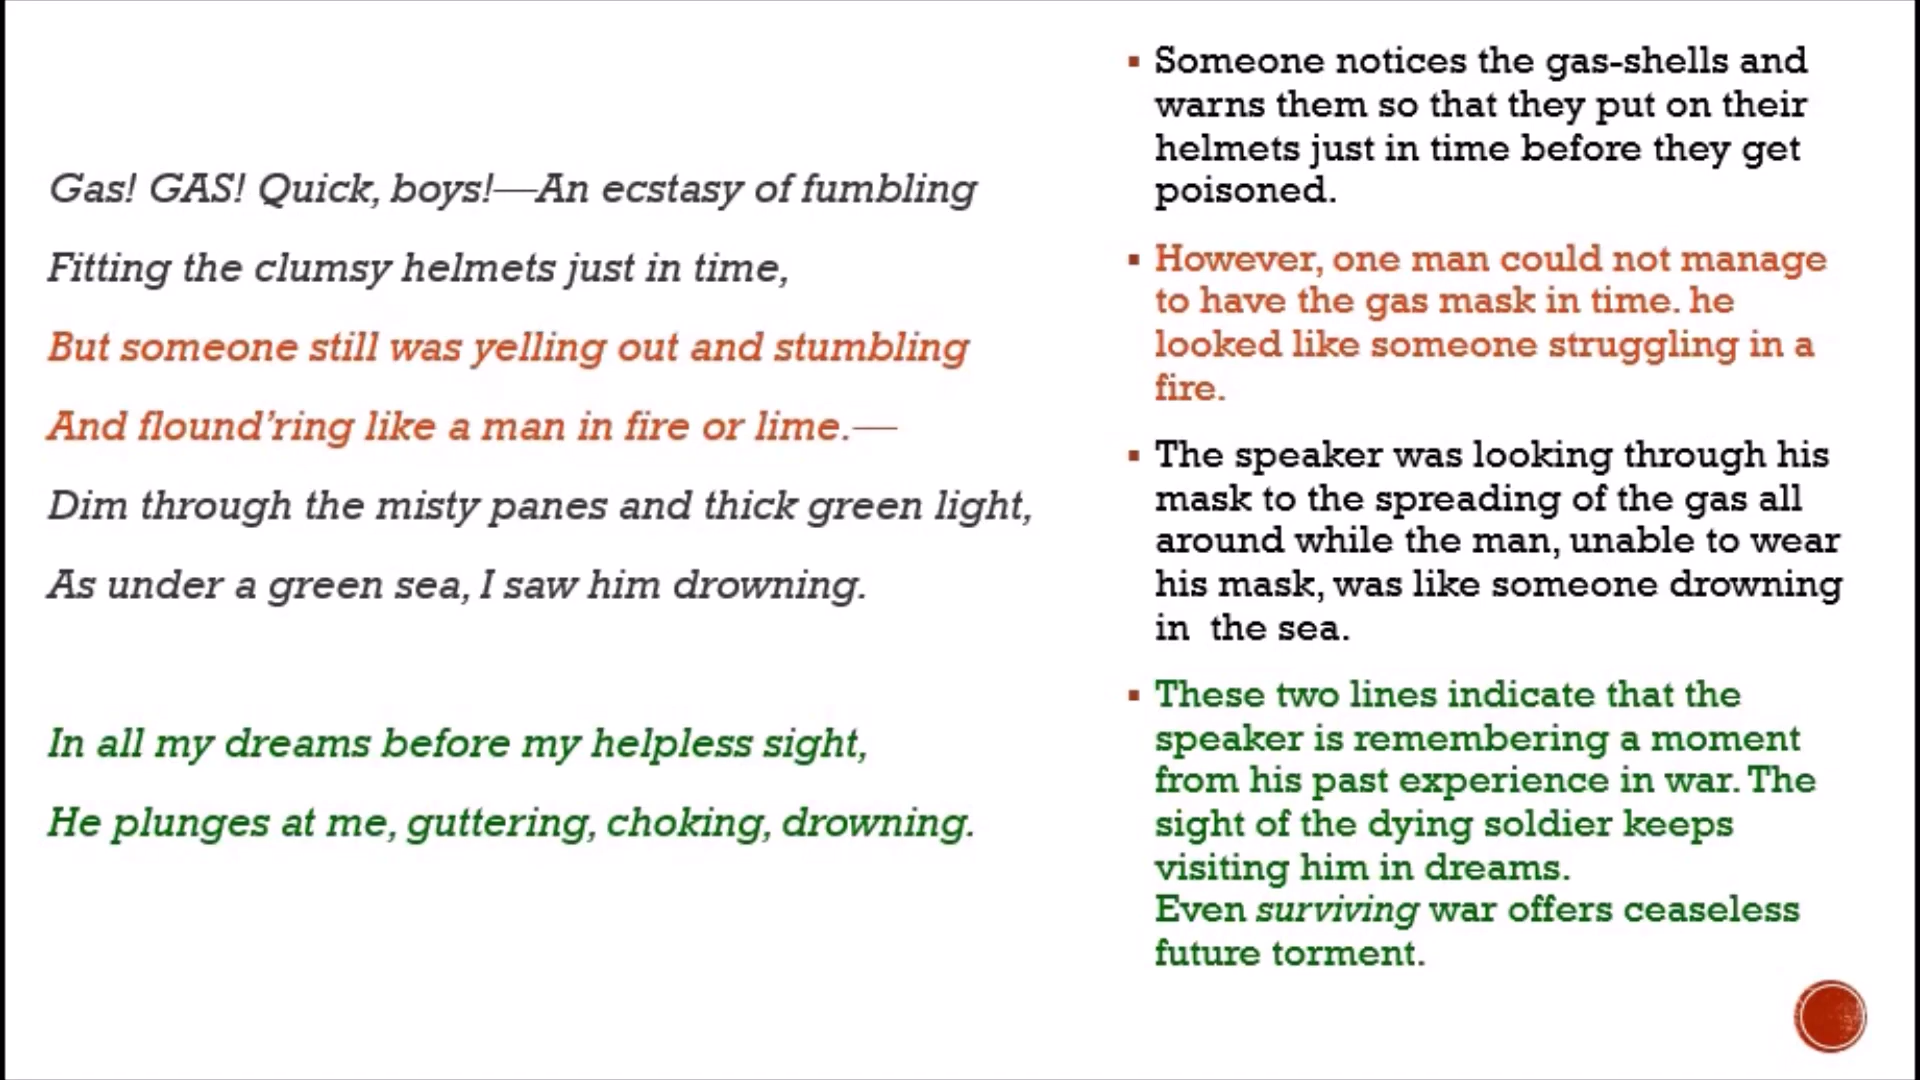 Gas! GAS! Quick, boys!—An ecstasy of fumbling
Fitting the clumsy helmets just in time,
But someone still was yelling out and stumbling
And flound’ring like a man in fire or lime.—
Dim through the misty panes and thick green light,
As under a green sea, I saw him drowning.
In all my dreams before my helpless sight,
He plunges at me, guttering, choking, drowning.
▪ Someone notices the gas-shells and
warns them so that they put on their
helmets just in time before they get
poisoned.
▪ However, one man could not manage
to have the gas mask in time. he
looked like someone struggling in a
fire.
▪ The speaker was looking through his
mask to the spreading of the gas all
around while the man, unable to wear
his mask, was like someone drowning
in  the sea.
▪ These two lines indicate that the
speaker is remembering a moment
from his past experience in war. The
sight of the dying soldier keeps
visiting him in dreams.
Even surviving war offers ceaseless
future torment.